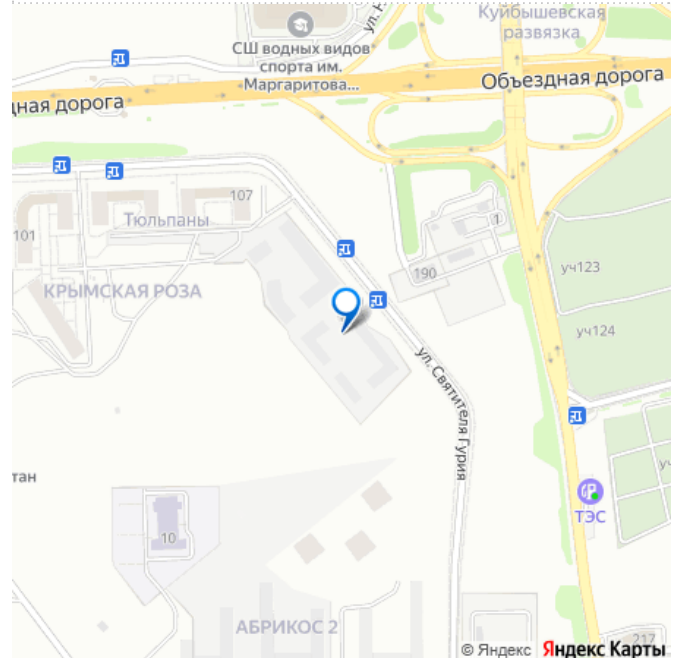 Куйбышевская
развязка
СШ водных видов
спорта им.
Маргаритова...
Объездная дорога
дная дорога
107
Тюльпаны
101
1
190
КРЫМСКАЯ РОЗА
уч123
уч124
ул. Святителя Гурия
тан
ТЭС
10
АБРИКОС 2
217
© Яндекс Яндекс Карты